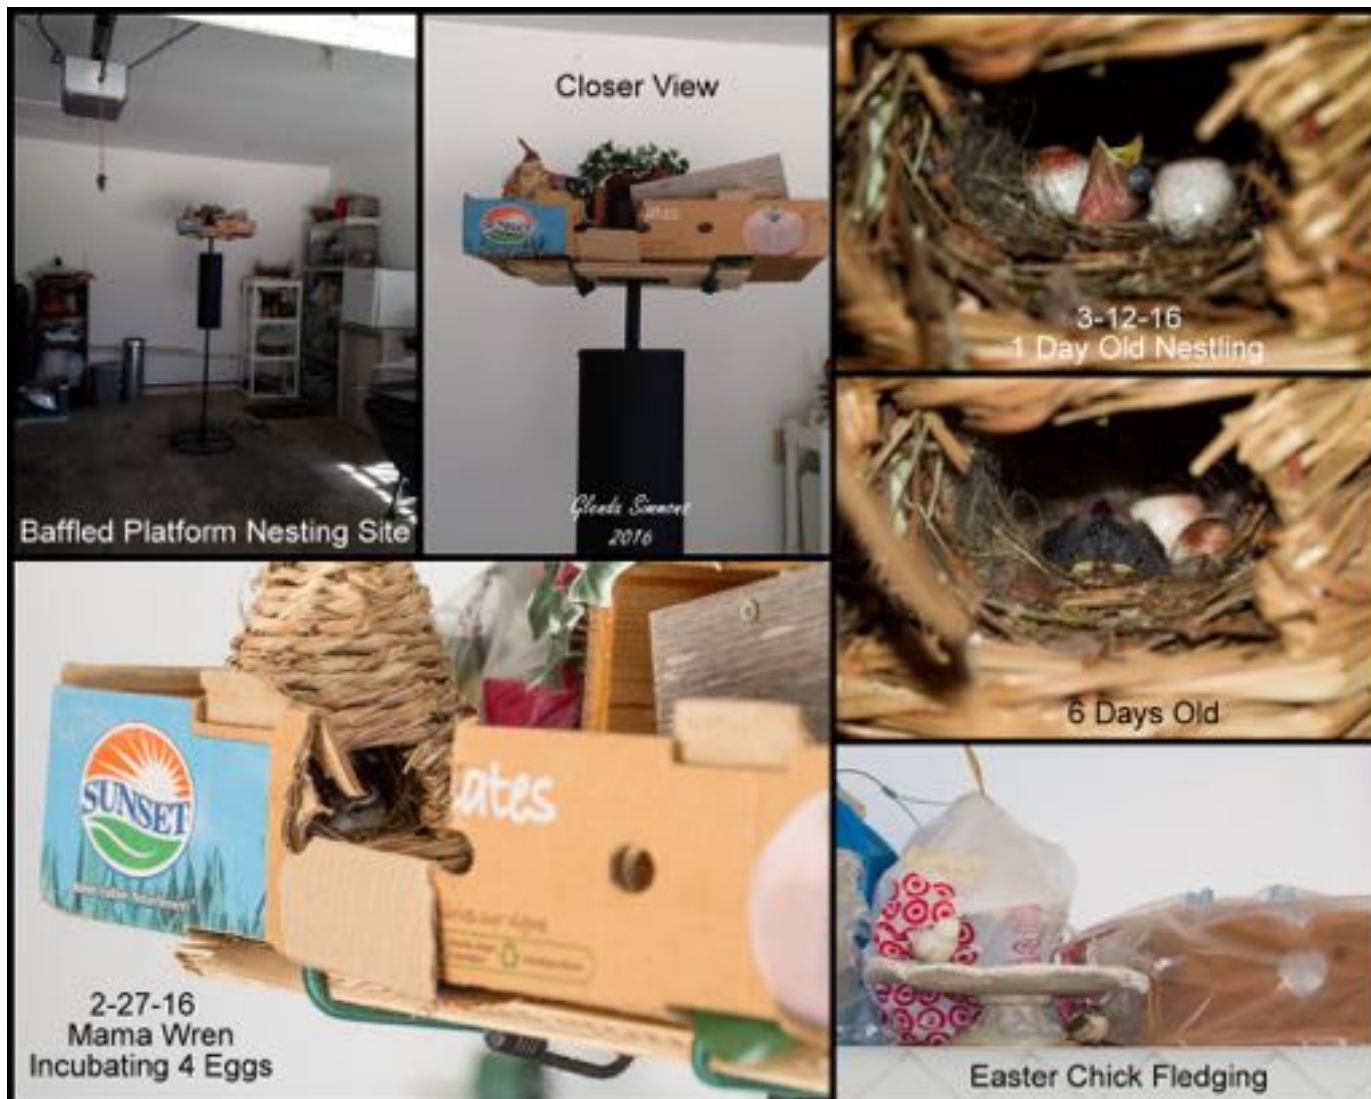 Baffled Platform Nesting Site
Closer View
ates
SUNSET
Glenda Simmons
2016
3-12-16
1 Day Old Nestling
6 Days Old
SUNSET
ates
2-27-16
Mama Wren
Incubating 4 Eggs
Easter Chick Fledging